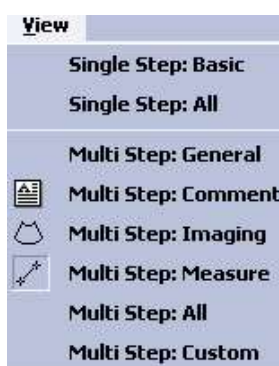 View
Single Step: Basic
Single Step: All
Multi Step: General
Multi Step: Comment
Multi Step: Imaging
Multi Step: Measure
Multi Step: All
Multi Step: Custom